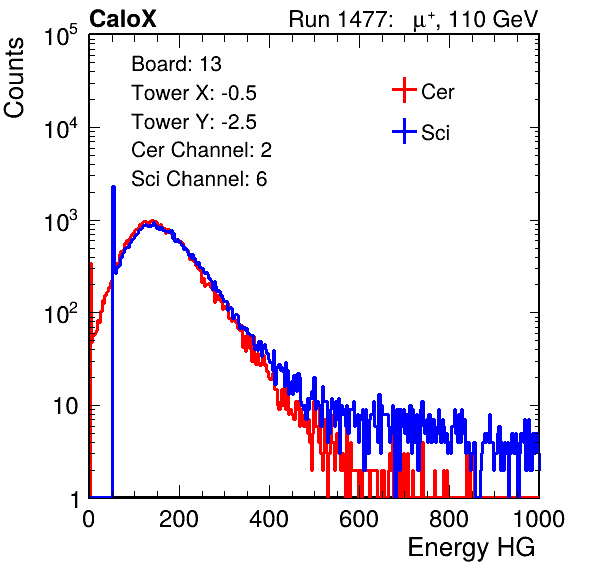 CaloX Run 1477: μ⁺, 110 GeV
Counts
10⁵
10⁴
10³
10²
10
1
Board: 13
Tower X: -0.5
Tower Y: -2.5
Cer Channel: 2
Sci Channel: 6
Cer
Sci
0 200 400 600 800 1000
Energy HG